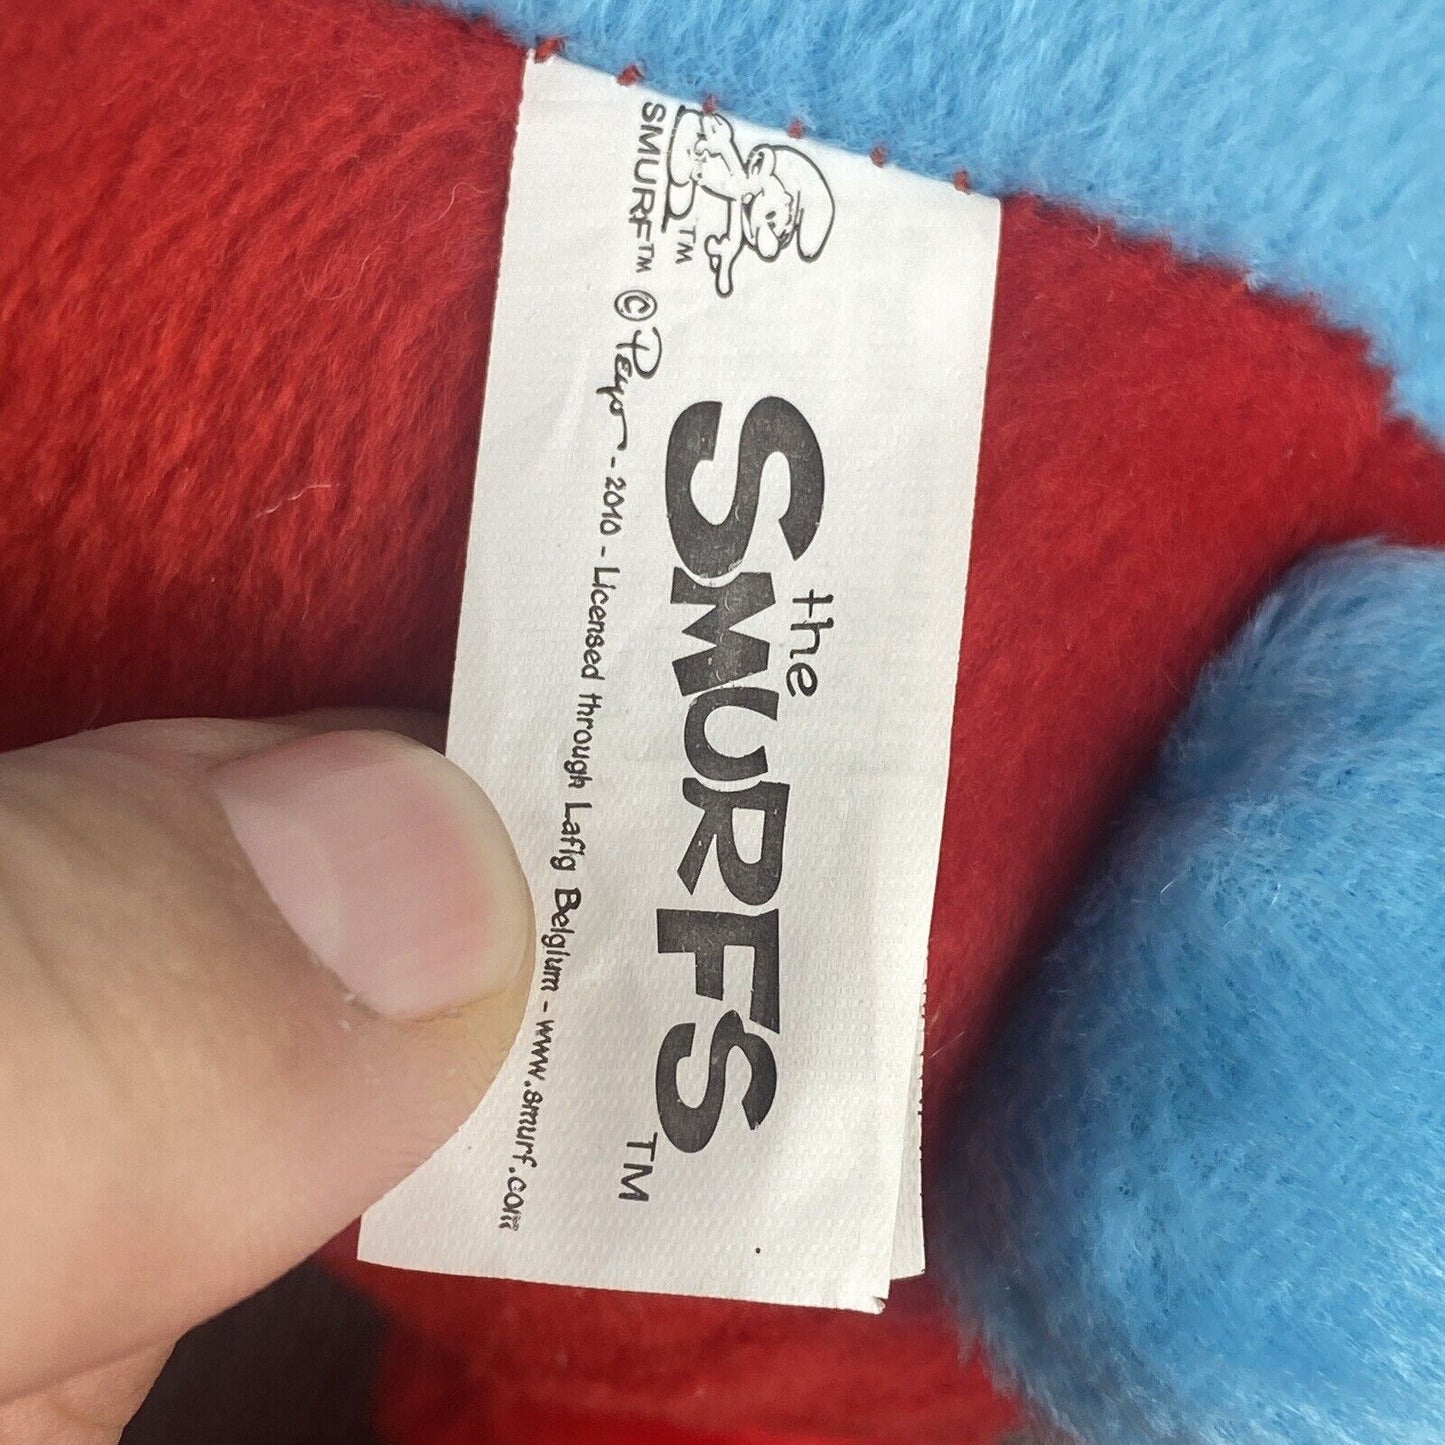 the
SMURFS™
™
SMURF™ © Peyo - 2010 - Licensed through Lafig Belgium - www.smurf.com